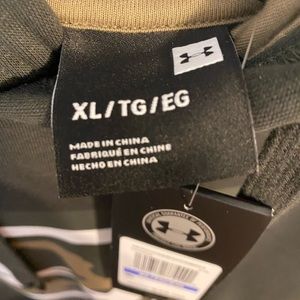 XL/TG/EG
MADE IN CHINA
FABRIQUÉ EN CHINE
HECHO EN CHINA